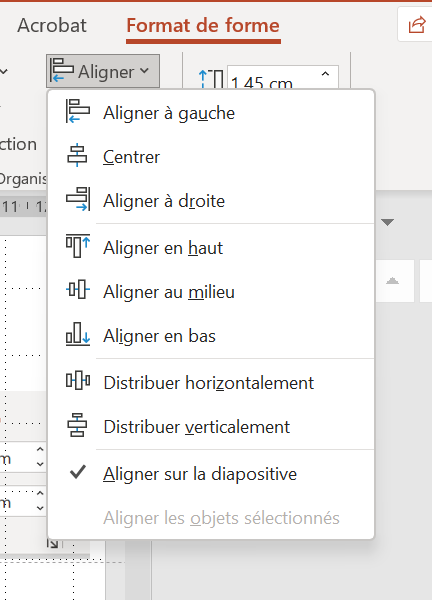 Acrobat
Format de forme
Aligner
1,45 cm
Aligner à gauche
ction
Centrer
Organis
Aligner à droite
11
12
Aligner en haut
Aligner au milieu
Aligner en bas
Distribuer horizontalement
Distribuer verticalement
m
Aligner sur la diapositive
m
Aligner les objets sélectionnés